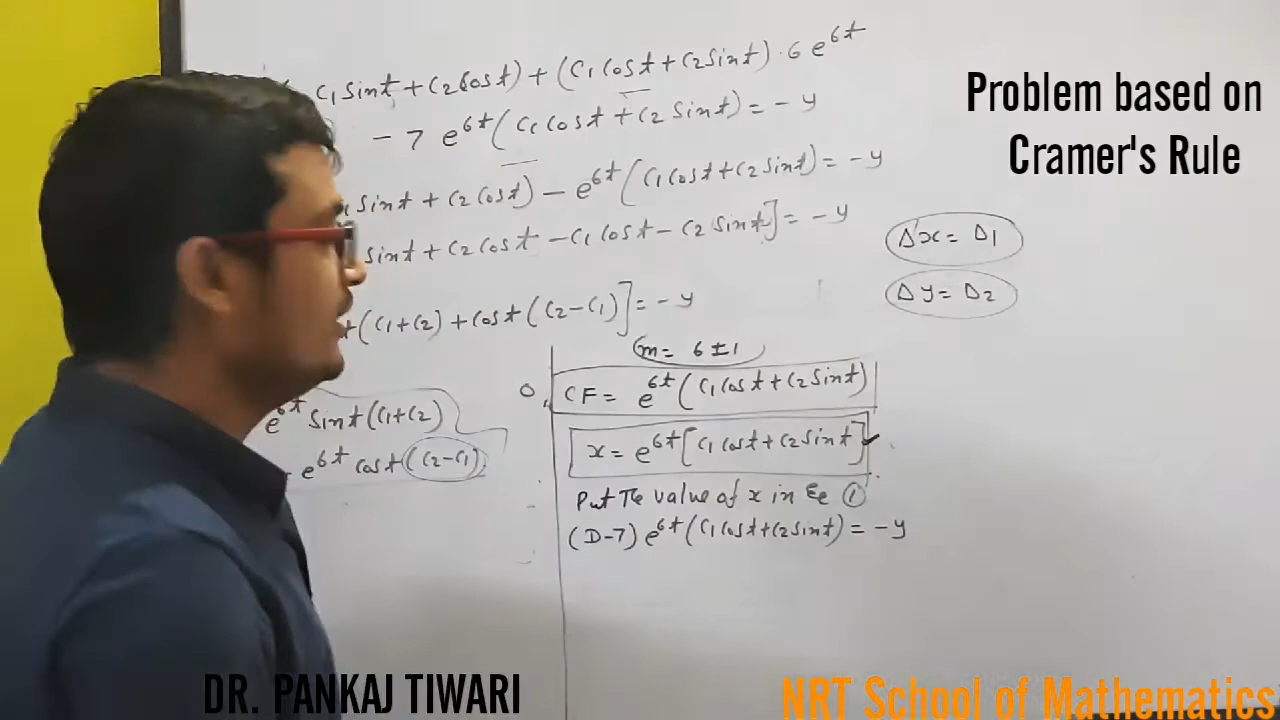 C₁ Sint + C₂ Cost) + (C₁ Cost + C₂ Sint) · 6 e^6t
- 7 e^6t (C₁ Cost + C₂ Sint) = - y
Sint + C₂ Cost) - e^6t (C₁ Cost + C₂ Sint) = - y
Sint + C₂ Cost - C₁ Cost - C₂ Sint] = - y
(C₁ + C₂) + Cost (C₂ - C₁)] = - y
e^6t Sint (C₁ + C₂)
e^6t Cost (C₂ - C₁)
m = 6 ± 1
CF = e^6t (C₁ Cost + C₂ Sint)
x = e^6t [C₁ Cost + C₂ Sint]
Put The value of x in Eq ①
(D-7) e^6t (C₁ Cost + C₂ Sint) = - y
Δx = Δ₁
Δy = Δ₂
Problem based on
Cramer's Rule
DR. PANKAJ TIWARI
NRT School of Mathematics